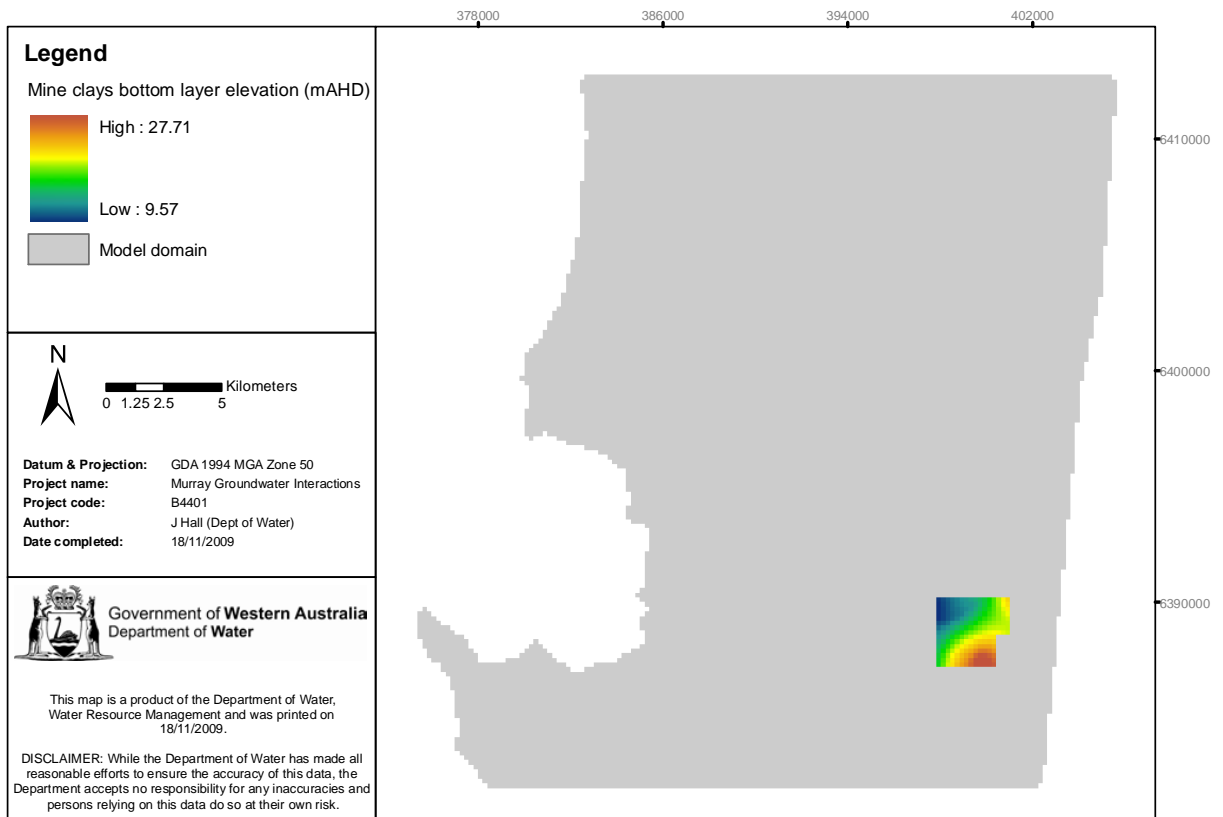 378000 386000 394000 402000
Legend
Mine clays bottom layer elevation (mAHD)
High : 27.71
Low : 9.57
Model domain
6410000
6400000
6390000
N
Kilometers
0 1.25 2.5 5
Datum & Projection: GDA 1994 MGA Zone 50
Project name: Murray Groundwater Interactions
Project code: B4401
Author: J Hall (Dept of Water)
Date completed: 18/11/2009
Government of Western Australia
Department of Water
This map is a product of the Department of Water,
Water Resource Management and was printed on
18/11/2009.
DISCLAIMER: While the Department of Water has made all
reasonable efforts to ensure the accuracy of this data, the
Department accepts no responsibility for any inaccuracies and
persons relying on this data do so at their own risk.